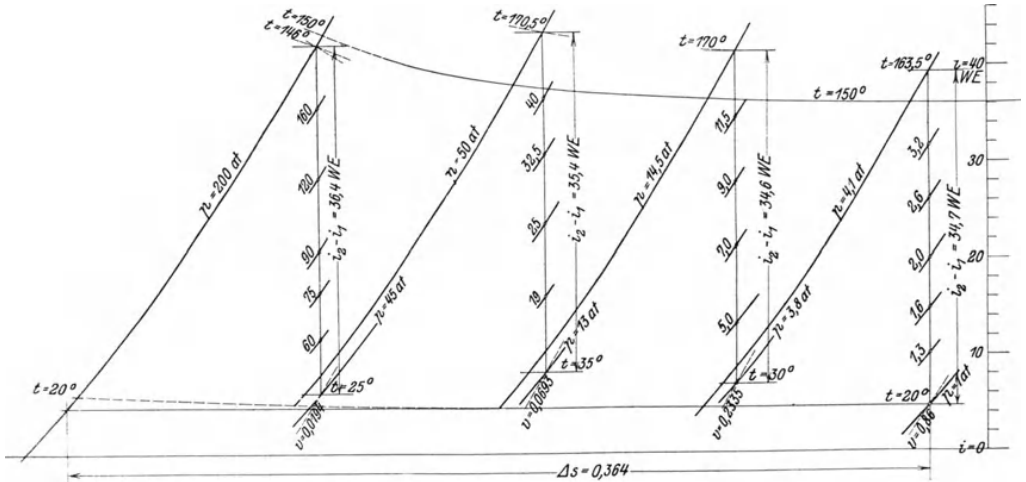 t=150°
t=146°
t=170,5°
t=170°
t=163,5°
i=40
WE
t=150°
160
120
90
75
60
p=200 at
i₂-i₁=36,4 WE
p=45 at
p=50 at
40
32,5
25
19
i₂-i₁=35,4 WE
p=13 at
p=14,5 at
11,5
9,0
7,0
5,0
i₂-i₁=34,6 WE
p=3,8 at
p=4,1 at
3,2
2,6
2,0
1,6
1,3
i₂-i₁=34,7 WE
p=1at
30
20
10
i=0
t=20°
t=25°
t=35°
t=30°
t=20°
v=0,0693
v=0,2335
v=0,86
Δs=0,364